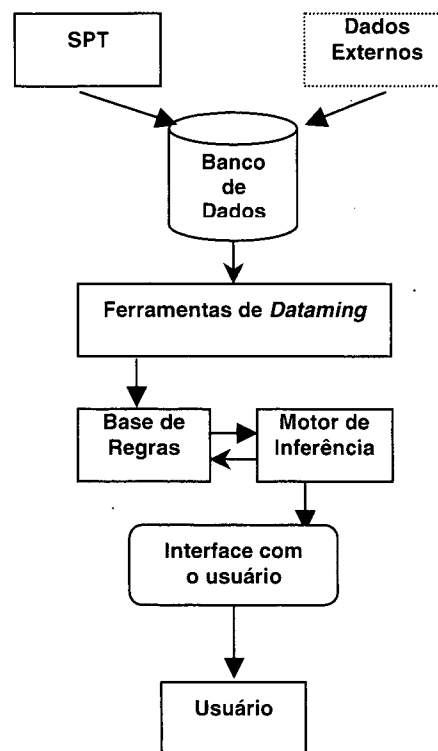 SPT
Dados
Externos
Banco
de
Dados
Ferramentas de Dataming
Base de
Regras
Motor de
Inferência
Interface com
o usuário
Usuário